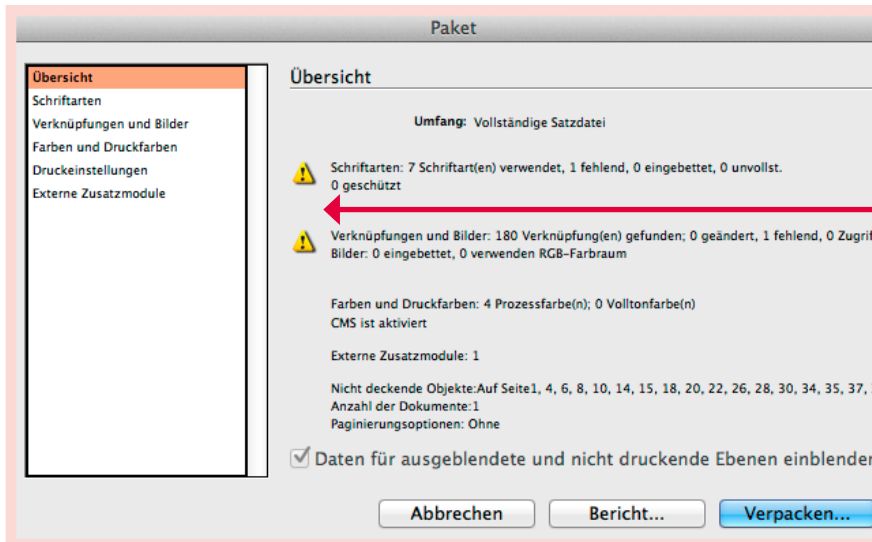 Paket
Übersicht
Schriftarten
Verknüpfungen und Bilder
Farben und Druckfarben
Druckeinstellungen
Externe Zusatzmodule
Übersicht
Umfang: Vollständige Satzdatei
Schriftarten: 7 Schriftart(en) verwendet, 1 fehlend, 0 eingebettet, 0 unvollst.
0 geschützt
Verknüpfungen und Bilder: 180 Verknüpfung(en) gefunden; 0 geändert, 1 fehlend, 0 Zugrif
Bilder: 0 eingebettet, 0 verwenden RGB-Farbraum
Farben und Druckfarben: 4 Prozessfarbe(n); 0 Volltonfarbe(n)
CMS ist aktiviert
Externe Zusatzmodule: 1
Nicht deckende Objekte:Auf Seite1, 4, 6, 8, 10, 14, 15, 18, 20, 22, 26, 28, 30, 34, 35, 37,
Anzahl der Dokumente:1
Paginierungsoptionen: Ohne
Daten für ausgeblendete und nicht druckende Ebenen einblenden
Abbrechen
Bericht...
Verpacken...